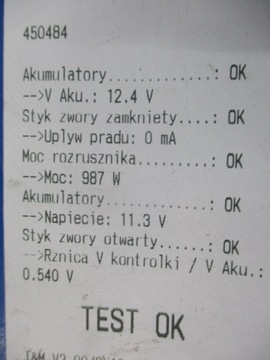 450484
Akumulatory.............: OK
-->V Aku.: 12.4 V
Styk zwory zamkniety....: OK
-->Uplyw pradu: 0 mA
Moc rozrusznika.........: OK
-->Moc: 987 W
Akumulatory.............: OK
-->Napiecie: 11.3 V
Styk zwory otwarty......: OK
-->Rznica V kontrolki / V Aku.:
0.540 V
TEST OK